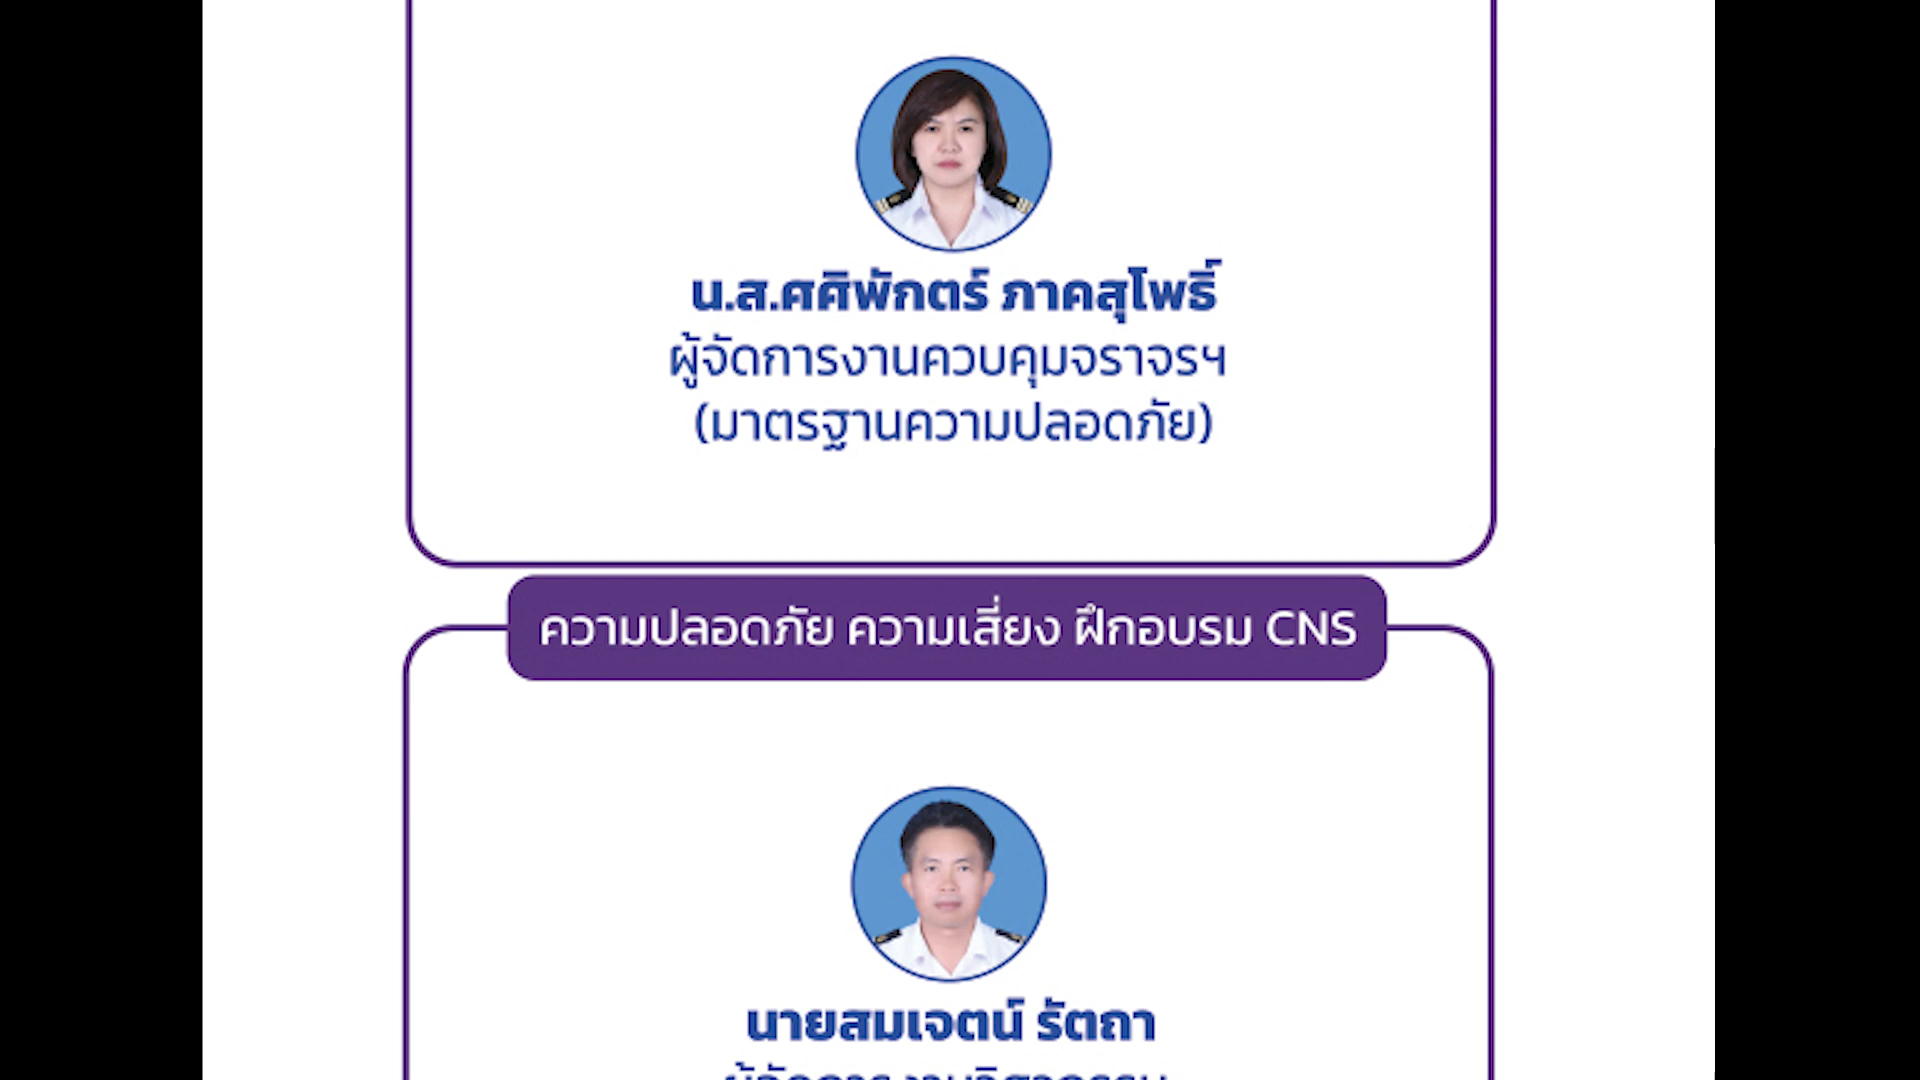 น.ส.ศศิพักตร์ ภาคสุโพธิ์
ผู้จัดการงานควบคุมจราจรฯ
(มาตรฐานความปลอดภัย)
ความปลอดภัย ความเสี่ยง ฝึกอบรม CNS
นายสมเจตน์ รัตถา